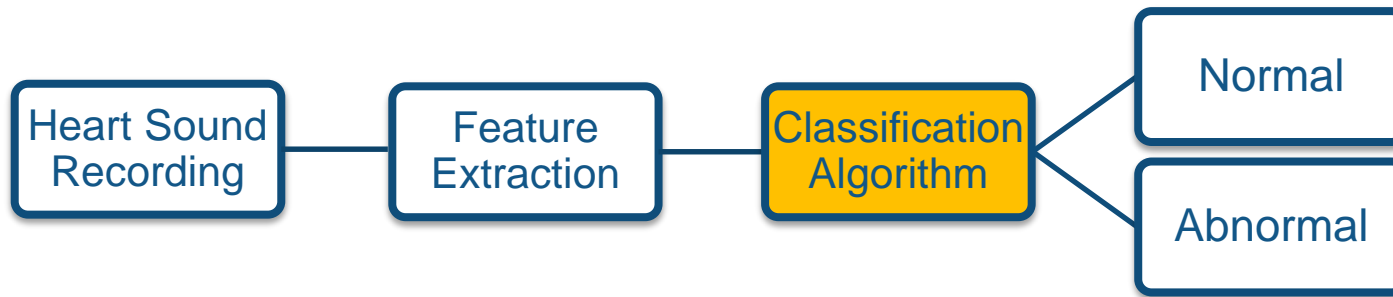 Heart Sound
Recording
Feature
Extraction
Classification
Algorithm
Normal
Abnormal